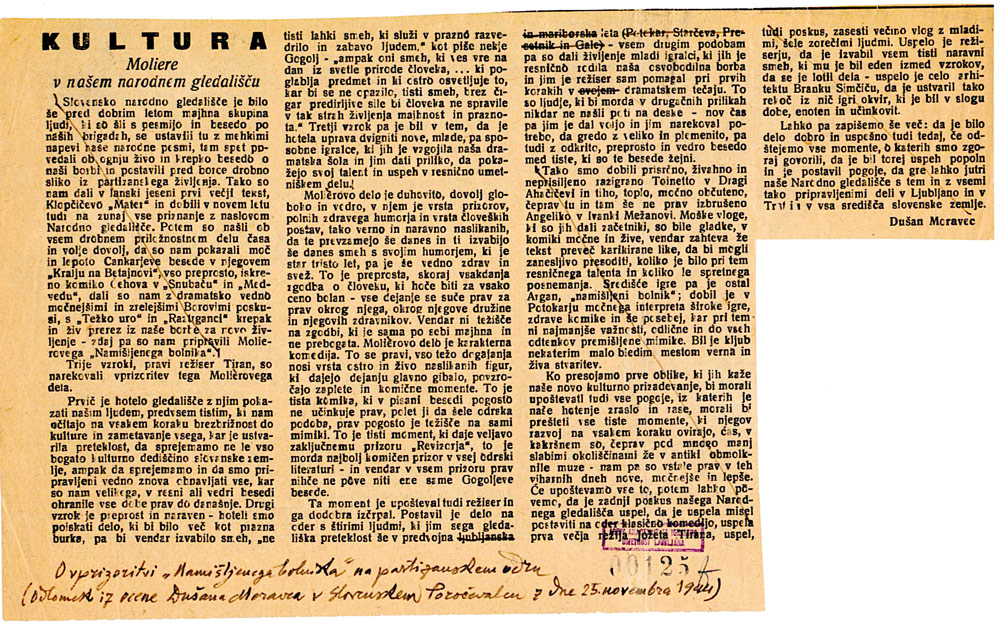 KULTURA
Moliere
v našem narodnem gledališču
Slovensko narodno gledališče je bilo
še pred dobrim letom majhna skupina
ljudi, ki so šli s pesmijo in besedo po
naših brigadah, se ustavili tu z mehkimi
napevi naše narodne pesmi, tam spet po-
vedali ob ognju živo in krepko besedo o
naši borbi in postavili pred borce drobno
sliko iz partizanskega življenja. Tako so
nam dali v lanski jeseni prvi večji tekst,
Klopčičevo „Mater" in dobili v novem letu
tudi na zunaj vse priznanje z naslovom
Narodno gledališče. Potem so našli ob
vsem drobnem priložnostnem delu časa
in volje dovolj, da so nam pokazali moč
in lepoto Cankarjeve besede v njegovem
„Kralju na Betajnovi", vso preprosto, iskre-
no komiko Čehova v „Snubaču" in „Med-
vedu", dali so nam z dramatsko vedno
močnejšimi in zrelejšimi Borovimi posku-
si, s „Težko uro" in „Raztrganci" krepak
in živ prerez iz naše borbe za novo živ-
ljenje - zdaj pa so nam pripravili Molie-
rovega „Namišljenega bolnika".
Trije vzroki, pravi režiser Tiran, so
narekovali vprizoritev tega Molièrovega
dela.
Prvič je hotelo gledališče z njim poka-
zati našim ljudem, predvsem tistim, ki nam
očitajo na vsakem koraku brezbrižnost do
kulture in zametavanje vsega, kar je ustva-
rila preteklost, da sprejemamo ne le vso
bogato kulturno dediščino slovenske zem-
lje, ampak da sprejemamo in da smo pri-
pravljeni vedno znova obnavljati vse, kar
so nam velikega, v resni ali vedri besedi
ohranile vse dobe prav do današnje. Drugi
vzrok je preprost in naraven - hoteli smo
poiskati delo, ki bi bilo več kot prazna
burka, pa bi vendar izvabilo smeh, „ne
tisti lahki smeh, ki služi v prazno razve-
drilo in zabavo ljudem," kot piše nekje
Gogolj - „ampak oni smeh, ki ves vre na
dan iz svetle prirode človeka, ... ki po-
glablja predmet in ki ostro osvetljuje to,
kar bi se ne opazilo, tisti smeh, brez či-
gar predirljive sile bi človeka ne spravile
v tak strah življenja majhnost in prazno-
ta." Tretji vzrok pa je bil v tem, da je
hotela uprava dvigniti nove, mlade, pa spo-
sobne igralce, ki jih je vzgojila naša dra-
matska šola in jim dati priliko, da poka-
žejo svoj talent in uspeh v resnično umet-
niškem delu.
Molièrovo delo je duhovito, dovolj glo-
boko in vedro, v njem je vrsta prizorov,
polnih zdravega humorja in vrsta človeških
postav, tako verno in naravno naslikanih,
da te prevzamejo še danes in ti izvabijo
še danes smeh s svojim humorjem, ki je
star tristo let, pa je še vedno zdrav in
svež. To je preprosta, skoraj vsakdanja
zgodba o človeku, ki hoče biti za vsako
ceno bolan - vse dejanje se suče prav za
prav okrog njega, okrog njegove družine
in njegovih zdravnikov. Vendar ni težišče
na zgodbi, ki je sama po sebi majhna in
ne prebogata. Molièrovo delo je karakterna
komedija. To se pravi, vso težo dogajanja
nosi vrsta ostro in živo naslikanih figur,
ki dajejo dejanju glavno gibalo, povzro-
čajo zaplete in komične momente. To je
tista komika, ki v pisani besedi pogosto
ne učinkuje prav, polet ji da šele odrska
podoba, prav pogosto je težišče na sami
mimiki. To je tisti moment, ki daje veljavo
zaključnemu prizoru „Revizorja", to je
morda najbolj komičen prizor v vsej odrski
literaturi - in vendar v vsem prizoru prav
nihče ne pove niti ene same Gogoljeve
besede.
Ta moment je upošteval tudi režiser in
ga dodobra izčrpal. Postavil je delo na
oder s štirimi ljudmi, ki jim sega gleda-
liška preteklost še v predvojna ljubljanska
in mariborska leta (Potokar, Starčeva, Pre-
setnik in Gale) - vsem drugim podobam
pa so dali življenje mladi igralci, ki jih je
resnično rodila naša osvobodilna borba
in jim je režiser sam pomagal pri prvih
korakih v svojem dramatskem tečaju. To
so ljudje, ki bi morda v drugačnih prilikah
nikdar ne našli poti na deske - nov čas
pa jim je dal voljo in jim narekoval po-
trebo, da gredo z veliko in plemenito, pa
tudi z odkrito, preprosto in vedro besedo
med tiste, ki so te besede žejni.
Tako smo dobili prisrčno, živahno in
neprisiljeno razigrano Toinetto v Dragi
Ahačičevi in tiho, toplo, močno občuteno,
čeprav tu in tam še ne prav izbrušeno
Angeliko v Ivanki Mežanovi. Moške vloge,
ki so jih dali začetniki, so bile gladke, v
komiki močne in žive, vendar zahteva že
tekst preveč karikirane like, da bi mogli
zanesljivo presoditi, koliko je bilo pri tem
resničnega talenta in koliko le spretnega
posnemanja. Središče igre pa je ostal
Argan, „namišljeni bolnik"; dobil je v
Potokarju močnega interpreta široke igre,
zdrave komike in še posebej, kar pri tem
ni najmanjše važnosti, odlične in do vseh
odtenkov premišljene mimike. Bil je kljub
nekaterim malo bledim mestom verna in
živa stvaritev.
Ko presojamo prve oblike, ki jih kaže
naše novo kulturno prizadevanje, bi morali
upoštevati tudi vse pogoje, iz katerih je
naše hotenje zraslo in rase, morali bi
prešteti vse tiste momente, ki njegov
razvoj na vsakem koraku ovirajo, čas, v
kakršnem so, čeprav pod mnogo manj
slabimi okoliščinami že v antiki obmolk-
nile muze - nam pa so vstale prav v teh
viharnih dneh nove, močnejše in lepše.
Če upoštevamo vse to, potem lahko po-
vemo, da je zadnji poskus našega Narod-
nega gledališča uspel, da je uspela misel
postaviti na oder klasično komedijo, uspela
prva večja režija Jožeta Tirana, uspel,
tudi poskus, zasesti večino vlog z mladi-
mi, šele zorečimi ljudmi. Uspelo je reži-
serju, da je izvabil vsem tisti naravni
smeh, ki mu je bil eden izmed vzrokov,
da se je lotil dela - uspelo je celo arhi-
tektu Branku Simčiču, da je ustvaril tako
rekoč iz nič igri okvir, ki je bil v slogu
dobe, enoten in učinkovit.
Lahko pa zapišemo še več: da je bilo
delo dobro in uspešno tudi tedaj, če od-
štejemo vse momente, o katerih smo zgo-
raj govorili, da je bil torej uspeh popoln
in je postavil pogoje, da gre lahko jutri
naše Narodno gledališče s tem in z vsemi
tako pripravljenimi deli v Ljubljano in v
Trst in v vsa središča slovenske zemlje.
Dušan Moravec
00125
O vprizoritvi „Namišljenega bolnika" na partizanskem odru
(Odlomek iz ocene Dušana Moravca v Slovenskem Poročevalcu z dne 25. novembra 1944)